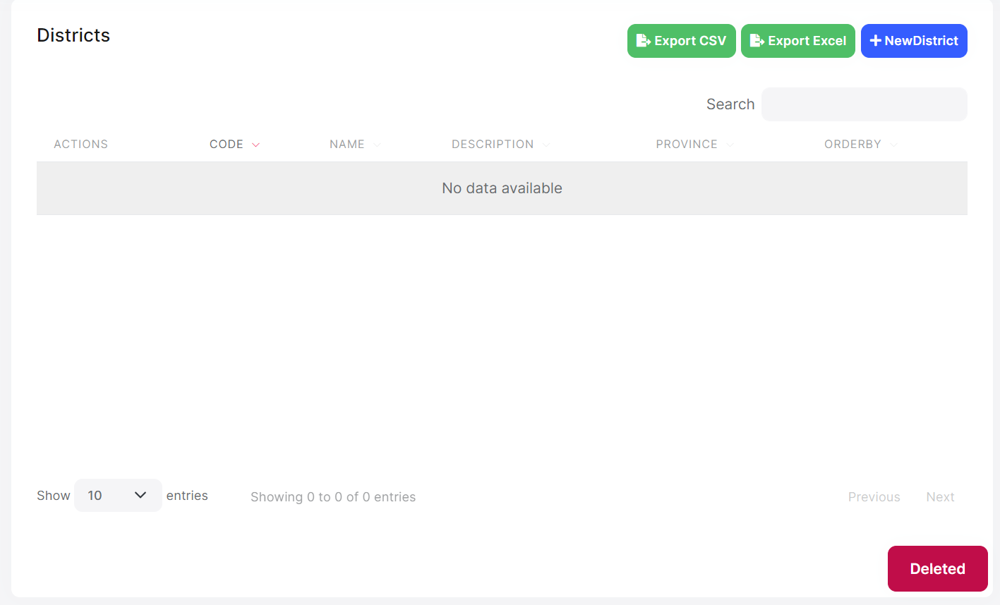 Districts
Export CSV
Export Excel
NewDistrict
Search
ACTIONS CODE NAME DESCRIPTION PROVINCE ORDERBY
No data available
Show 10 entries Showing 0 to 0 of 0 entries Previous Next
Deleted